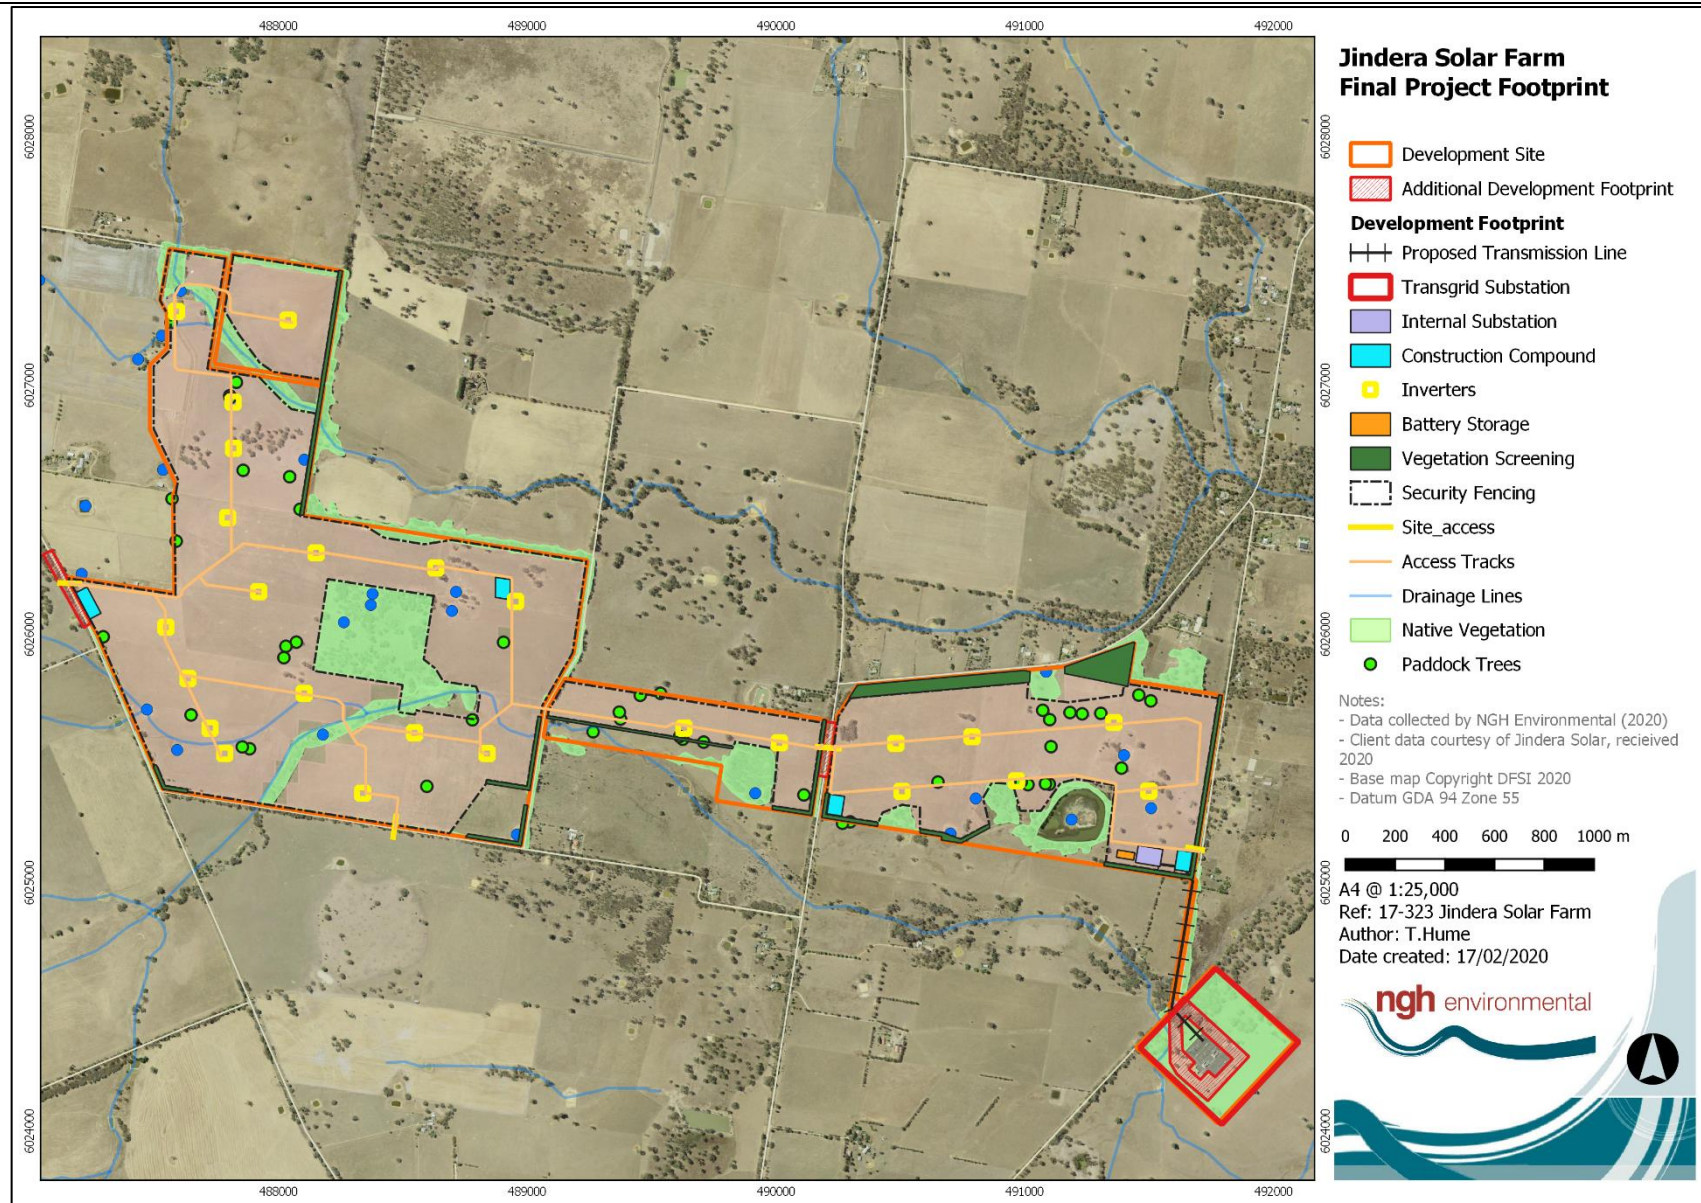 488000
489000
490000
491000
492000
6028000
6027000
6026000
6025000
6024000
6028000
6027000
6026000
6025000
6024000
488000
489000
490000
491000
492000
Jindera Solar Farm
Final Project Footprint
Development Site
Additional Development Footprint
Development Footprint
Proposed Transmission Line
Transgrid Substation
Internal Substation
Construction Compound
Inverters
Battery Storage
Vegetation Screening
Security Fencing
Site_access
Access Tracks
Drainage Lines
Native Vegetation
Paddock Trees
Notes:
- Data collected by NGH Environmental (2020)
- Client data courtesy of Jindera Solar, recieived
2020
- Base map Copyright DFSI 2020
- Datum GDA 94 Zone 55
0 200 400 600 800 1000 m
A4 @ 1:25,000
Ref: 17-323 Jindera Solar Farm
Author: T.Hume
Date created: 17/02/2020
ngh environmental